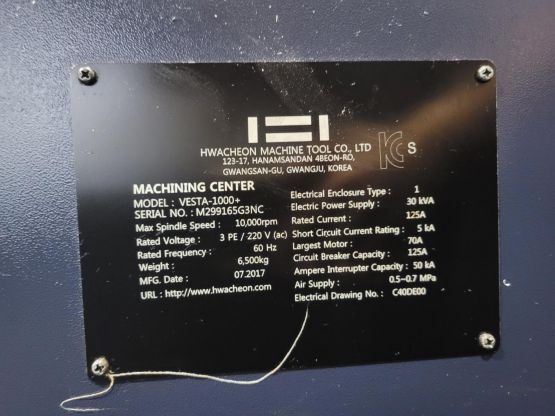 HWACHEON MACHINE TOOL CO., LTD
123-17, HANAMSANDAN 4BEON-RO,
GWANGSAN-GU, GWANGJU, KOREA
KC S
MACHINING CENTER
MODEL : VESTA-1000+
SERIAL NO. : M299165G3NC
Max Spindle Speed : 10,000rpm
Rated Voltage : 3 PE / 220 V (ac)
Rated Frequency : 60 Hz
Weight : 6,500kg
MFG. Date : 07.2017
URL : http://www.hwacheon.com
Electrical Enclosure Type : 1
Electric Power Supply : 30 kVA
Rated Current : 125A
Short Circuit Current Rating : 5 kA
Largest Motor : 70A
Circuit Breaker Capacity : 125A
Ampere Interrupter Capacity : 50 kA
Air Supply : 0.5~0.7 MPa
Electrical Drawing No. : C40DE00